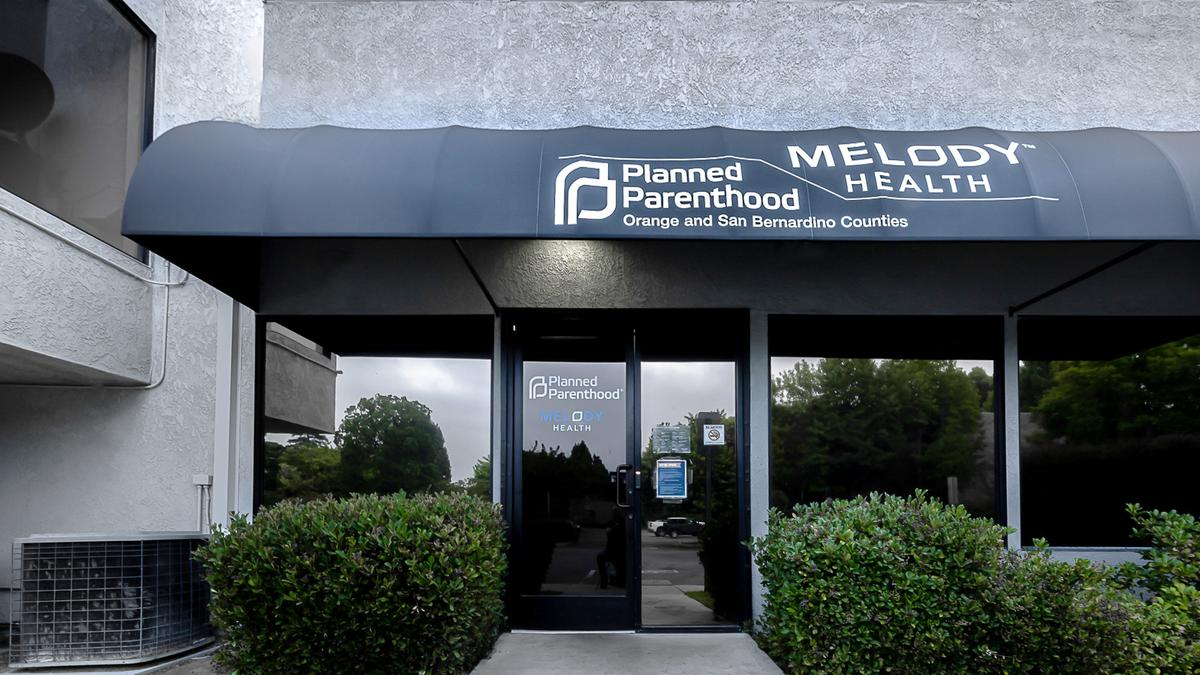 Planned
Parenthood
Orange and San Bernardino Counties
MELODY™
HEALTH
Planned
Parenthood®
MELODY
HEALTH